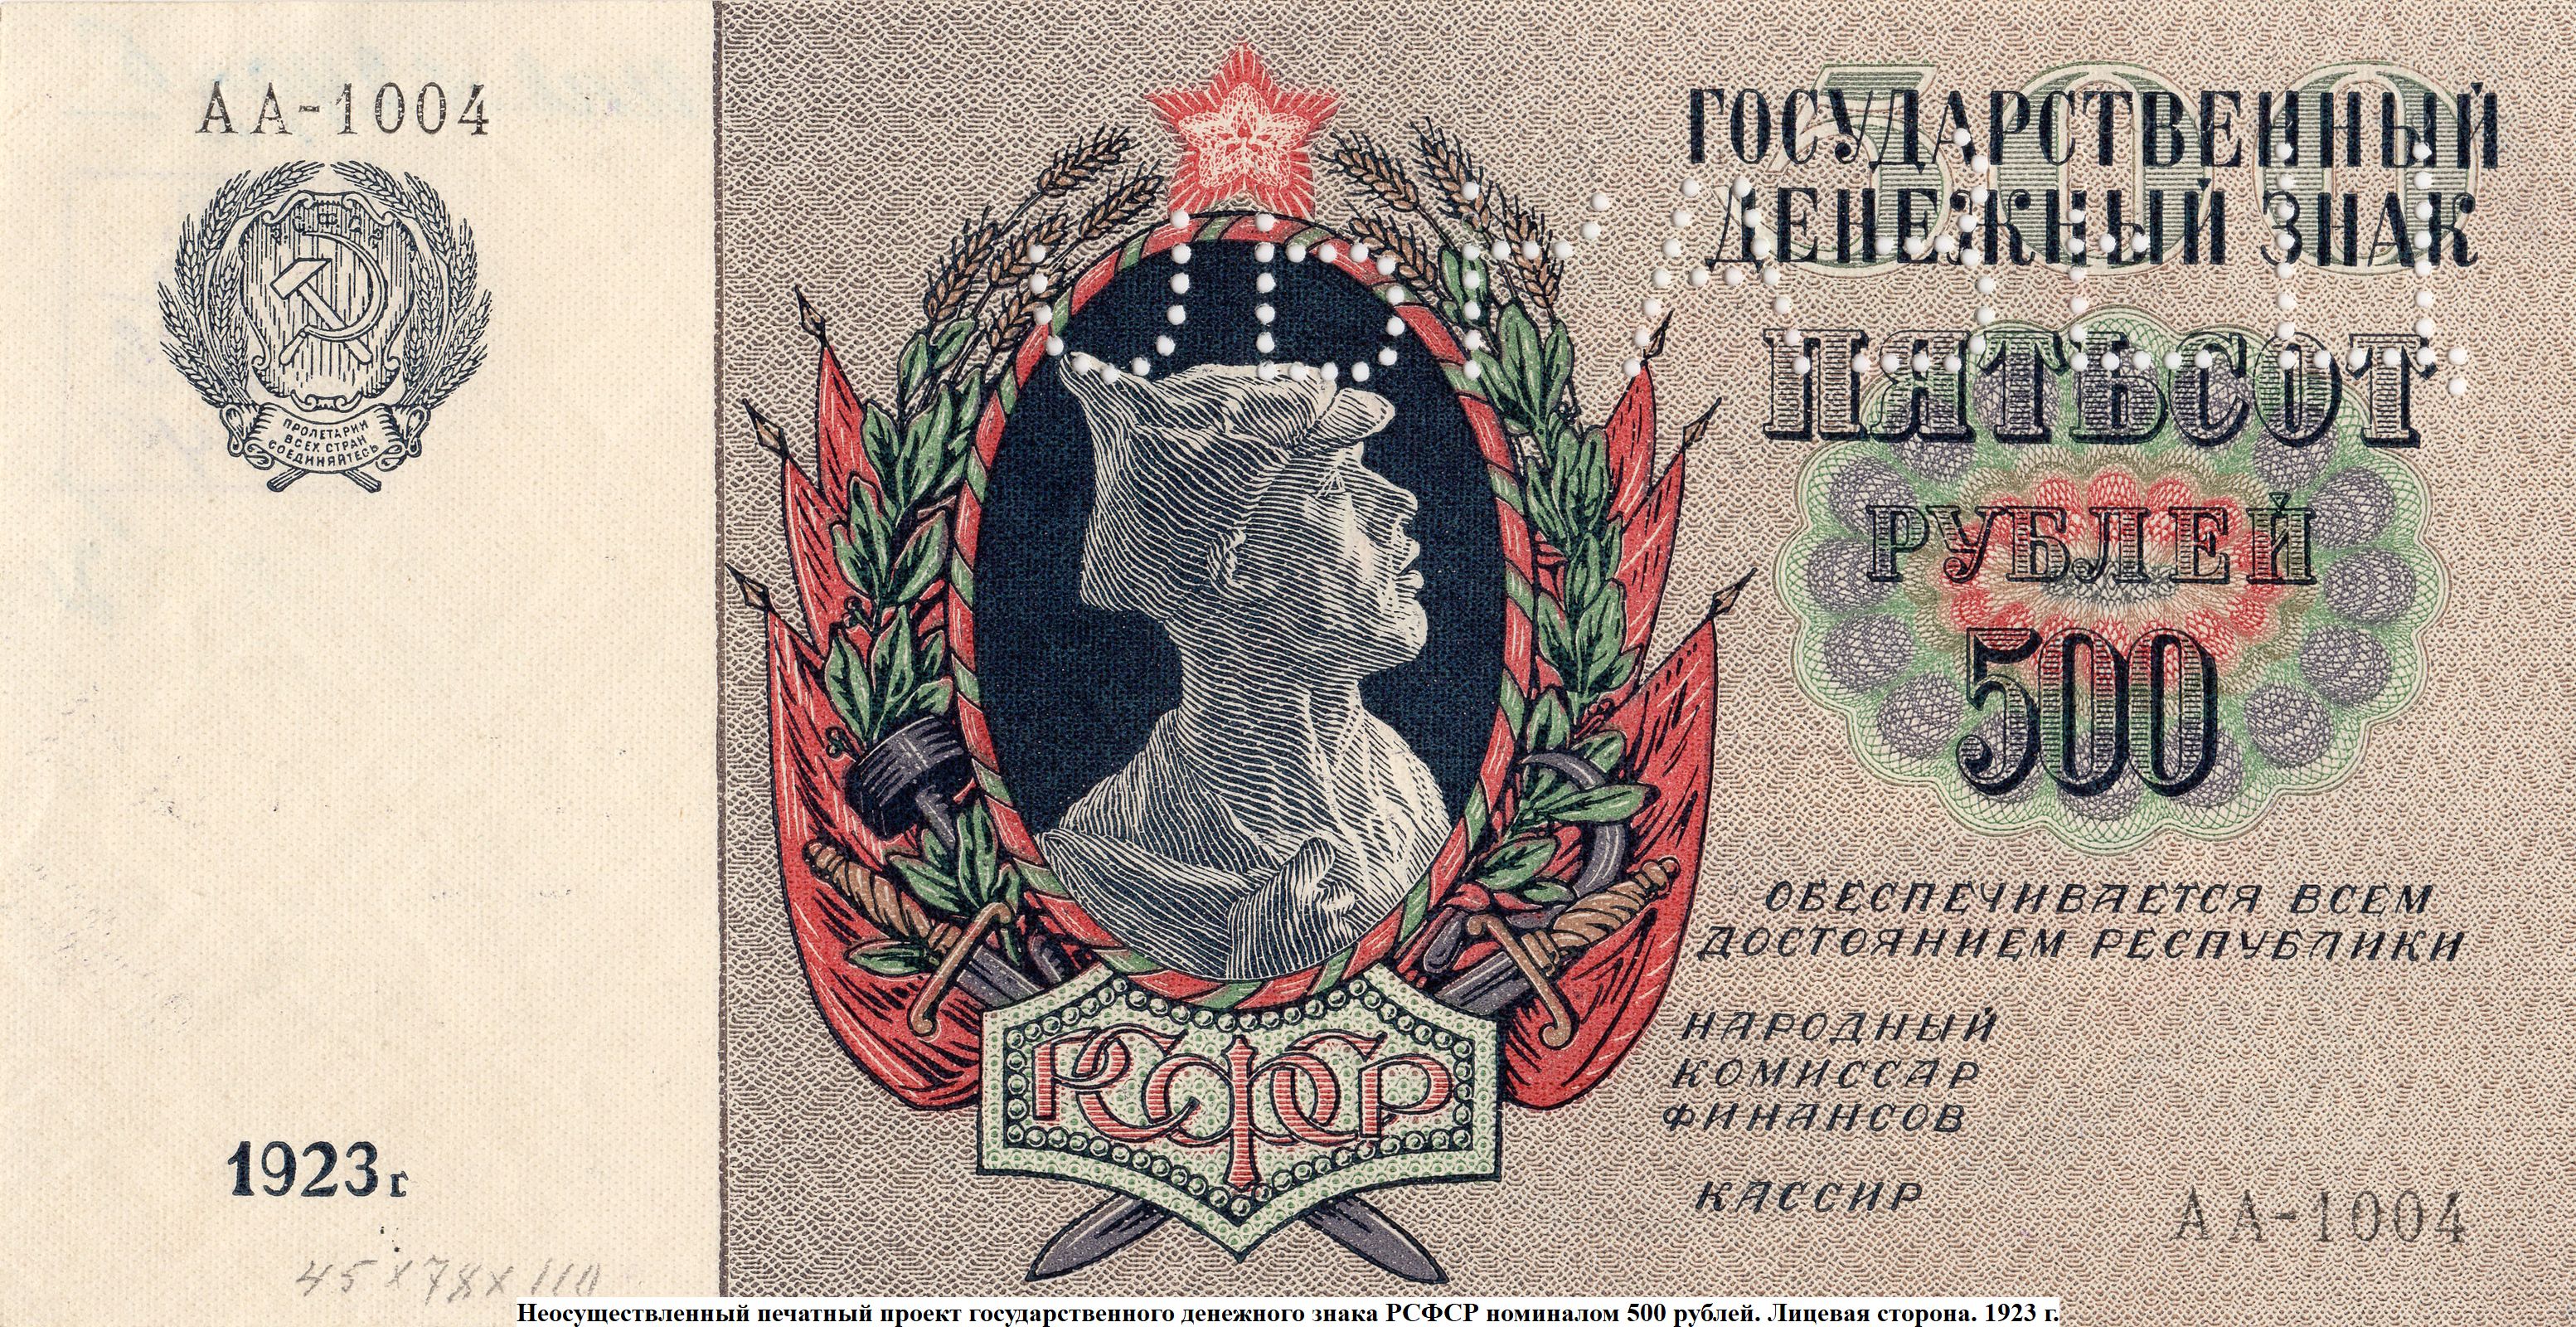 АА-1004
РСФСР
ПРОЛЕТАРИИ
ВСЕХ СТРАН
СОЕДИНЯЙТЕСЬ
1923г.
45 x 78 x 110
РСФСР
500
ГОСУДАРСТВЕННЫЙ
ДЕНЕЖНЫЙ ЗНАК
ПЯТЬСОТ
РУБЛЕЙ
500
ОБЕСПЕЧИВАЕТСЯ ВСЕМ
ДОСТОЯНИЕМ РЕСПУБЛИКИ
НАРОДНЫЙ
КОМИССАР
ФИНАНСОВ
КАССИР
АА-1004
Неосуществленный печатный проект государственного денежного знака РСФСР номиналом 500 рублей. Лицевая сторона. 1923 г.